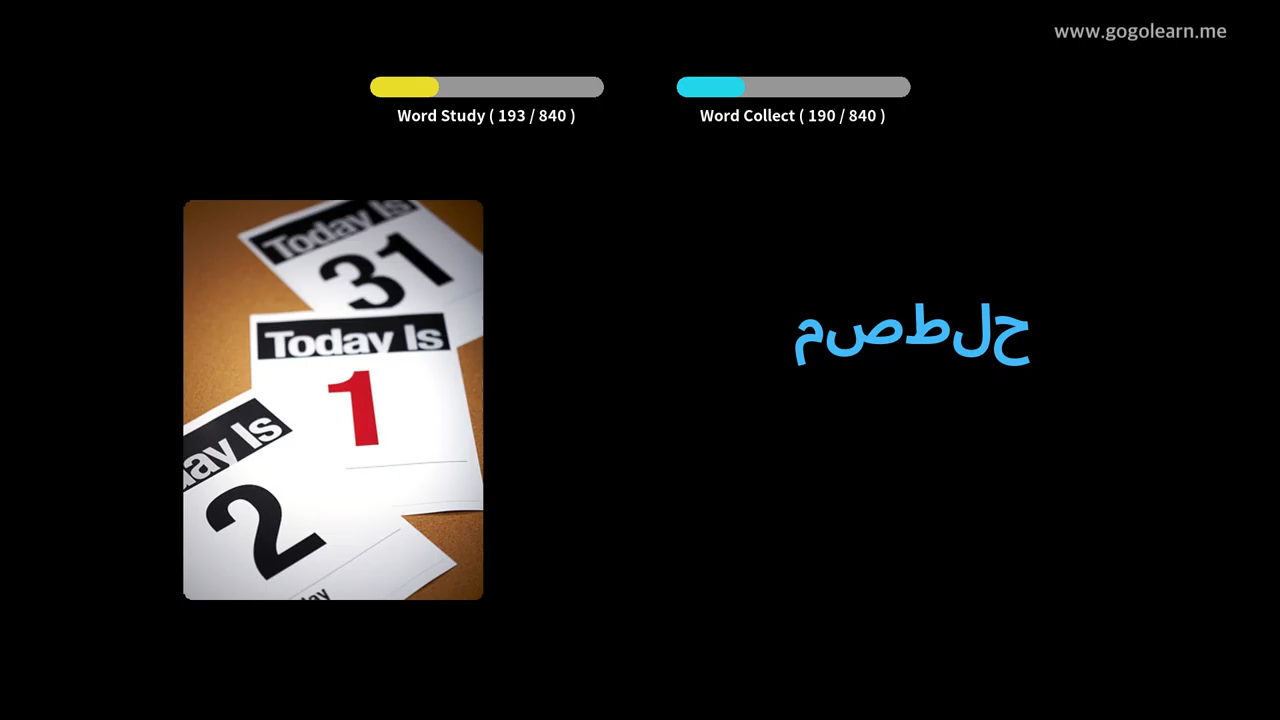 www.gogolearn.me
Word Study ( 193 / 840 )
Word Collect ( 190 / 840 )
Today Is
31
Today Is
1
day Is
2
مصطلح